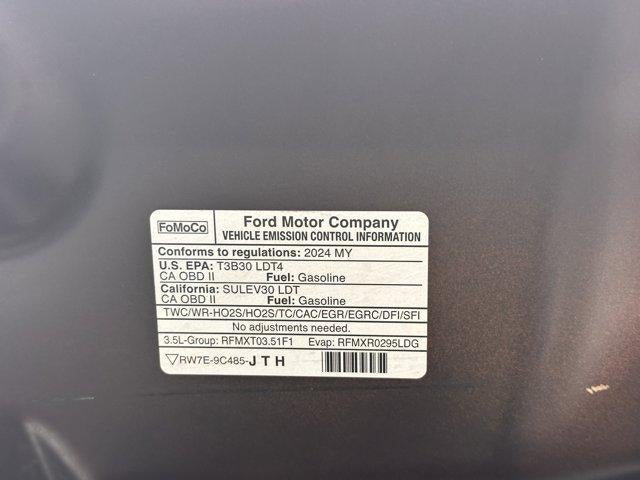 FoMoCo
Ford Motor Company
VEHICLE EMISSION CONTROL INFORMATION
Conforms to regulations: 2024 MY
U.S. EPA: T3B30 LDT4
CA OBD II Fuel: Gasoline
California: SULEV30 LDT
CA OBD II Fuel: Gasoline
TWC/WR-HO2S/HO2S/TC/CAC/EGR/EGRC/DFI/SFI
No adjustments needed.
3.5L-Group: RFMXT03.51F1 Evap: RFMXR0295LDG
RW7E-9C485-J T H